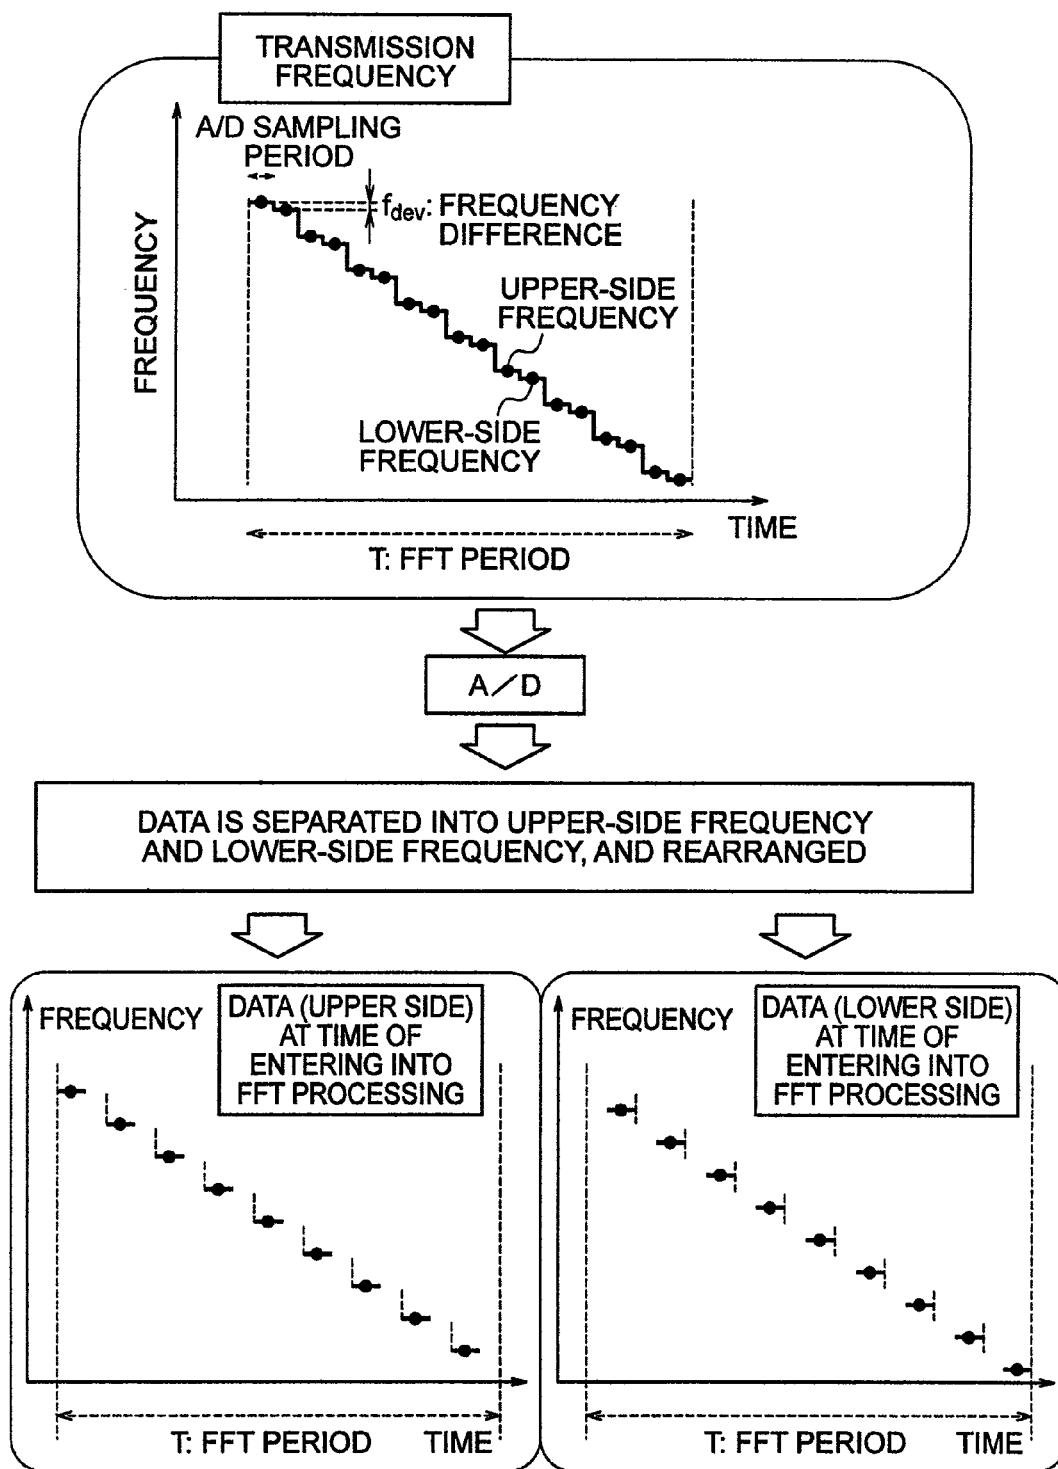 TRANSMISSION
FREQUENCY
A/D SAMPLING
PERIOD
fdev: FREQUENCY
DIFFERENCE
FREQUENCY
UPPER-SIDE
FREQUENCY
LOWER-SIDE
FREQUENCY
TIME
T: FFT PERIOD
A/D
DATA IS SEPARATED INTO UPPER-SIDE FREQUENCY
AND LOWER-SIDE FREQUENCY, AND REARRANGED
FREQUENCY
DATA (UPPER SIDE)
AT TIME OF
ENTERING INTO
FFT PROCESSING
T: FFT PERIOD
TIME
FREQUENCY
DATA (LOWER SIDE)
AT TIME OF
ENTERING INTO
FFT PROCESSING
T: FFT PERIOD
TIME